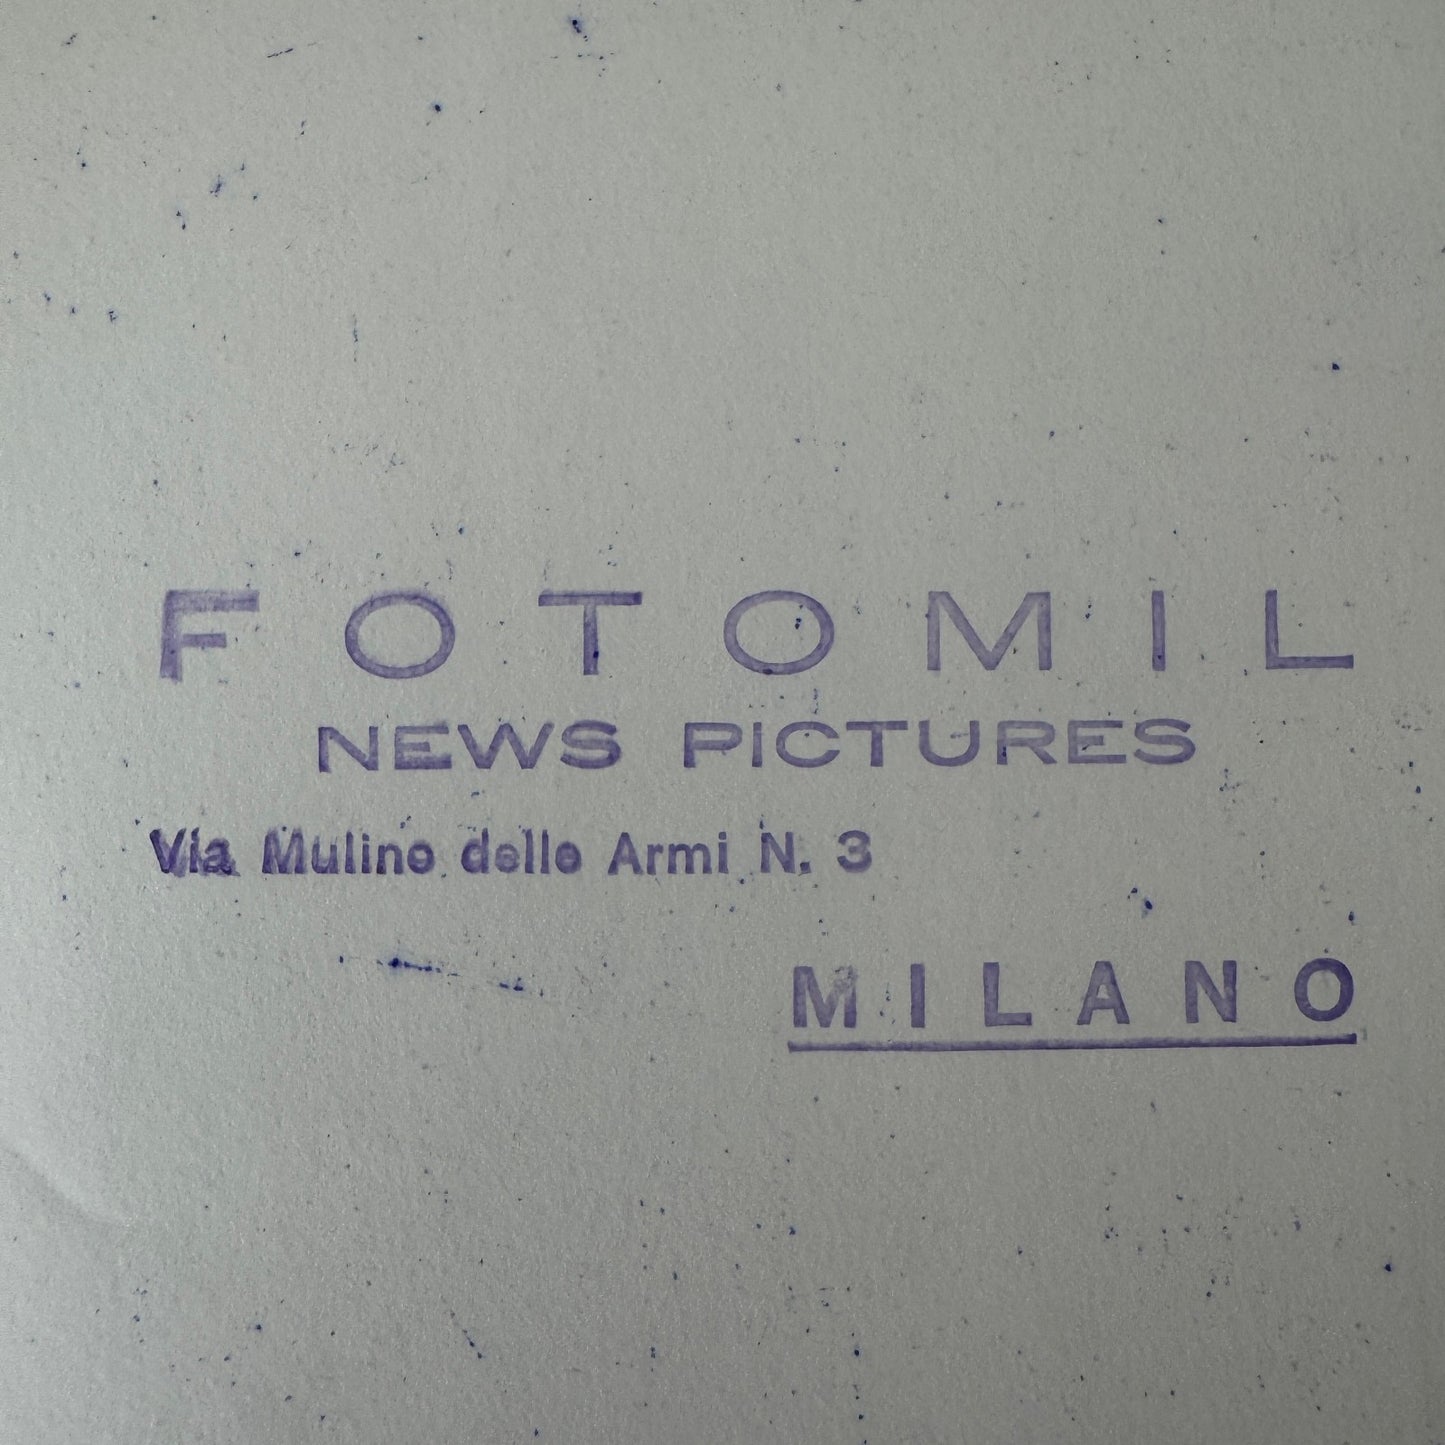 FOTOMIL
NEWS PICTURES
Via Mulino delle Armi N. 3
MILANO